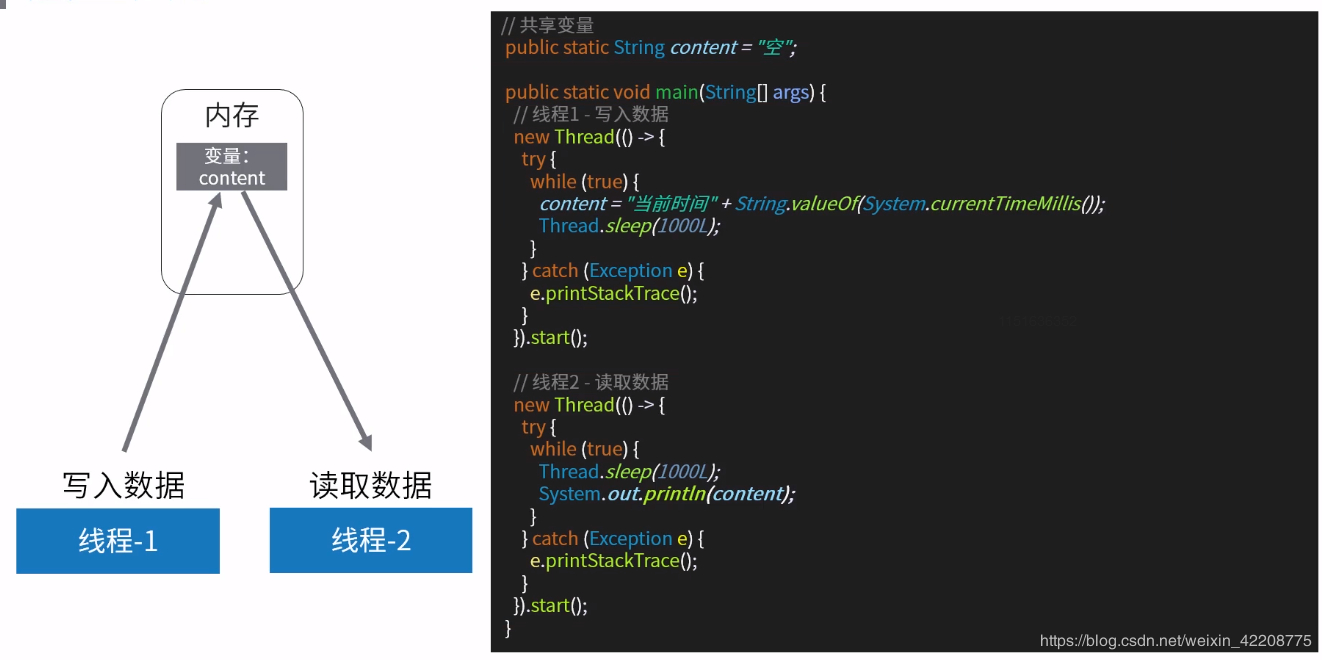 内存
变量：
content
写入数据
读取数据
线程-1
线程-2
// 共享变量
public static String content = "空";
public static void main(String[] args) {
// 线程1 - 写入数据
new Thread(() -> {
try {
while (true) {
content = "当前时间" + String.valueOf(System.currentTimeMillis());
Thread.sleep(1000L);
}
} catch (Exception e) {
e.printStackTrace();
}
}).start();
// 线程2 - 读取数据
new Thread(() -> {
try {
while (true) {
Thread.sleep(1000L);
System.out.println(content);
}
} catch (Exception e) {
e.printStackTrace();
}
}).start();
}
https://blog.csdn.net/weixin_42208775